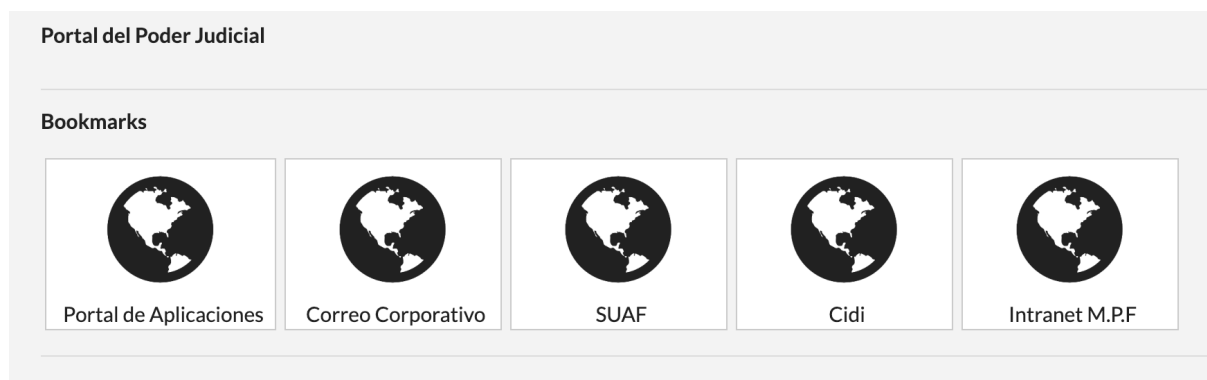 Portal del Poder Judicial
Bookmarks
Portal de Aplicaciones
Correo Corporativo
SUAF
Cidi
Intranet M.P.F